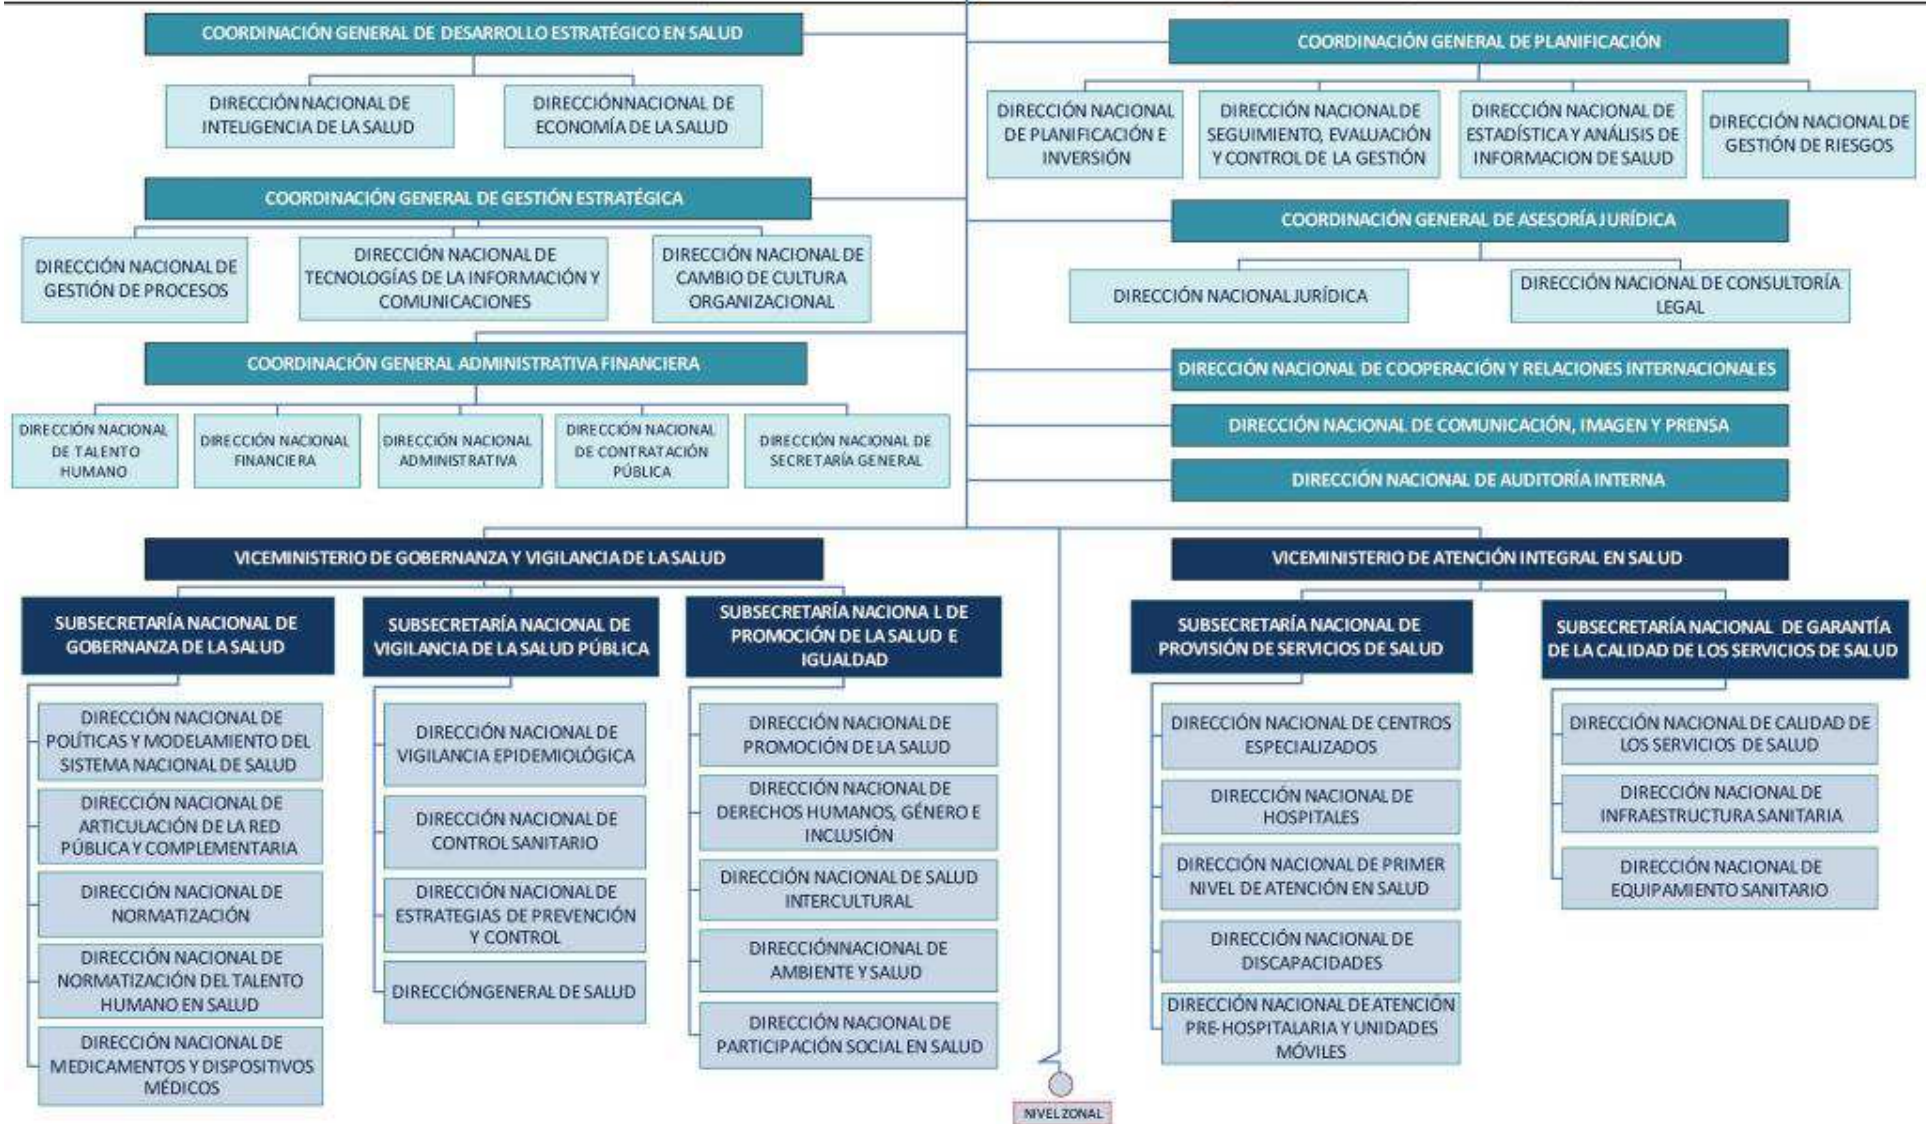 COORDINACIÓN GENERAL DE DESARROLLO ESTRATÉGICO EN SALUD
DIRECCIÓN NACIONAL DE
INTELIGENCIA DE LA SALUD
DIRECCIÓNNACIONAL DE
ECONOMÍA DE LA SALUD
COORDINACIÓN GENERAL DE PLANIFICACIÓN
DIRECCIÓN NACIONAL
DE PLANIFICACIÓN E
INVERSIÓN
DIRECCIÓN NACIONAL DE
SEGUIMIENTO, EVALUACIÓN
Y CONTROL DE LA GESTIÓN
DIRECCIÓN NACIONAL DE
ESTADÍSTICA Y ANÁLISIS DE
INFORMACION DE SALUD
DIRECCIÓN NACIONAL DE
GESTIÓN DE RIESGOS
COORDINACIÓN GENERAL DE GESTIÓN ESTRATÉGICA
DIRECCIÓN NACIONAL DE
GESTIÓN DE PROCESOS
DIRECCIÓN NACIONAL DE
TECNOLOGÍAS DE LA INFORMACIÓN Y
COMUNICACIONES
DIRECCIÓN NACIONAL DE
CAMBIO DE CULTURA
ORGANIZACIONAL
COORDINACIÓN GENERAL DE ASESORÍA JURÍDICA
DIRECCIÓN NACIONAL JURÍDICA
DIRECCIÓN NACIONAL DE CONSULTORÍA
LEGAL
COORDINACIÓN GENERAL ADMINISTRATIVA FINANCIERA
DIRECCIÓN NACIONAL
DE TALENTO
HUMANO
DIRECCIÓN NACIONAL
FINANCIERA
DIRECCIÓN NACIONAL
ADMINISTRATIVA
DIRECCIÓN NACIONAL
DE CONTRATACIÓN
PÚBLICA
DIRECCIÓN NACIONAL DE
SECRETARÍA GENERAL
DIRECCIÓN NACIONAL DE COOPERACIÓN Y RELACIONES INTERNACIONALES
DIRECCIÓN NACIONAL DE COMUNICACIÓN, IMAGEN Y PRENSA
DIRECCIÓN NACIONAL DE AUDITORÍA INTERNA
VICEMINISTERIO DE GOBERNANZA Y VIGILANCIA DE LA SALUD
SUBSECRETARÍA NACIONAL DE
GOBERNANZA DE LA SALUD
DIRECCIÓN NACIONAL DE
POLÍTICAS Y MODELAMIENTO DEL
SISTEMA NACIONAL DE SALUD
DIRECCIÓN NACIONAL DE
ARTICULACIÓN DE LA RED
PÚBLICA Y COMPLEMENTARIA
DIRECCIÓN NACIONAL DE
NORMATIZACIÓN
DIRECCIÓN NACIONAL DE
NORMATIZACIÓN DEL TALENTO
HUMANO EN SALUD
DIRECCIÓN NACIONAL DE
MEDICAMENTOS Y DISPOSITIVOS
MÉDICOS
SUBSECRETARÍA NACIONAL DE
VIGILANCIA DE LA SALUD PÚBLICA
DIRECCIÓN NACIONAL DE
VIGILANCIA EPIDEMIOLÓGICA
DIRECCIÓN NACIONAL DE
CONTROL SANITARIO
DIRECCIÓN NACIONAL DE
ESTRATEGIAS DE PREVENCIÓN
Y CONTROL
DIRECCIÓNGENERAL DE SALUD
SUBSECRETARÍA NACIONA L DE
PROMOCIÓN DE LA SALUD E
IGUALDAD
DIRECCIÓN NACIONAL DE
PROMOCIÓN DE LA SALUD
DIRECCIÓN NACIONAL DE
DERECHOS HUMANOS, GÉNERO E
INCLUSIÓN
DIRECCIÓN NACIONAL DE SALUD
INTERCULTURAL
DIRECCIÓNNACIONAL DE
AMBIENTE Y SALUD
DIRECCIÓN NACIONAL DE
PARTICIPACIÓN SOCIAL EN SALUD
VICEMINISTERIO DE ATENCIÓN INTEGRAL EN SALUD
SUBSECRETARÍA NACIONAL DE
PROVISIÓN DE SERVICIOS DE SALUD
DIRECCIÓN NACIONAL DE CENTROS
ESPECIALIZADOS
DIRECCIÓN NACIONAL DE
HOSPITALES
DIRECCIÓN NACIONAL DE PRIMER
NIVEL DE ATENCIÓN EN SALUD
DIRECCIÓN NACIONAL DE
DISCAPACIDADES
DIRECCIÓN NACIONAL DE ATENCIÓN
PRE-HOSPITALARIA Y UNIDADES
MÓVILES
SUBSECRETARÍA NACIONAL DE GARANTÍA
DE LA CALIDAD DE LOS SERVICIOS DE SALUD
DIRECCIÓN NACIONAL DE CALIDAD DE
LOS SERVICIOS DE SALUD
DIRECCIÓN NACIONAL DE
INFRAESTRUCTURA SANITARIA
DIRECCIÓN NACIONAL DE
EQUIPAMIENTO SANITARIO
NIVEL ZONAL